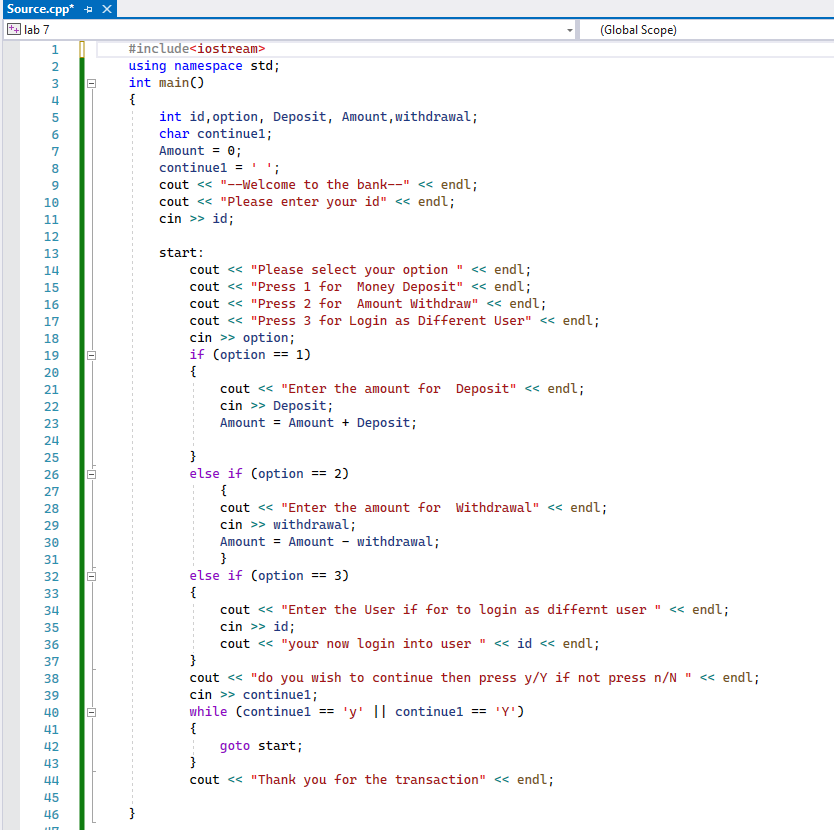 Source.cpp*
lab 7 (Global Scope)
1 #include<iostream>
2 using namespace std;
3 int main()
4 {
5 int id,option, Deposit, Amount,withdrawal;
6 char continue1;
7 Amount = 0;
8 continue1 = ' ';
9 cout << "--Welcome to the bank--" << endl;
10 cout << "Please enter your id" << endl;
11 cin >> id;
12
13 start:
14 cout << "Please select your option " << endl;
15 cout << "Press 1 for  Money Deposit" << endl;
16 cout << "Press 2 for  Amount Withdraw" << endl;
17 cout << "Press 3 for Login as Different User" << endl;
18 cin >> option;
19 if (option == 1)
20 {
21 cout << "Enter the amount for  Deposit" << endl;
22 cin >> Deposit;
23 Amount = Amount + Deposit;
24
25 }
26 else if (option == 2)
27 {
28 cout << "Enter the amount for  Withdrawal" << endl;
29 cin >> withdrawal;
30 Amount = Amount - withdrawal;
31 }
32 else if (option == 3)
33 {
34 cout << "Enter the User if for to login as differnt user " << endl;
35 cin >> id;
36 cout << "your now login into user " << id << endl;
37 }
38 cout << "do you wish to continue then press y/Y if not press n/N " << endl;
39 cin >> continue1;
40 while (continue1 == 'y' || continue1 == 'Y')
41 {
42 goto start;
43 }
44 cout << "Thank you for the transaction" << endl;
45
46 }
47